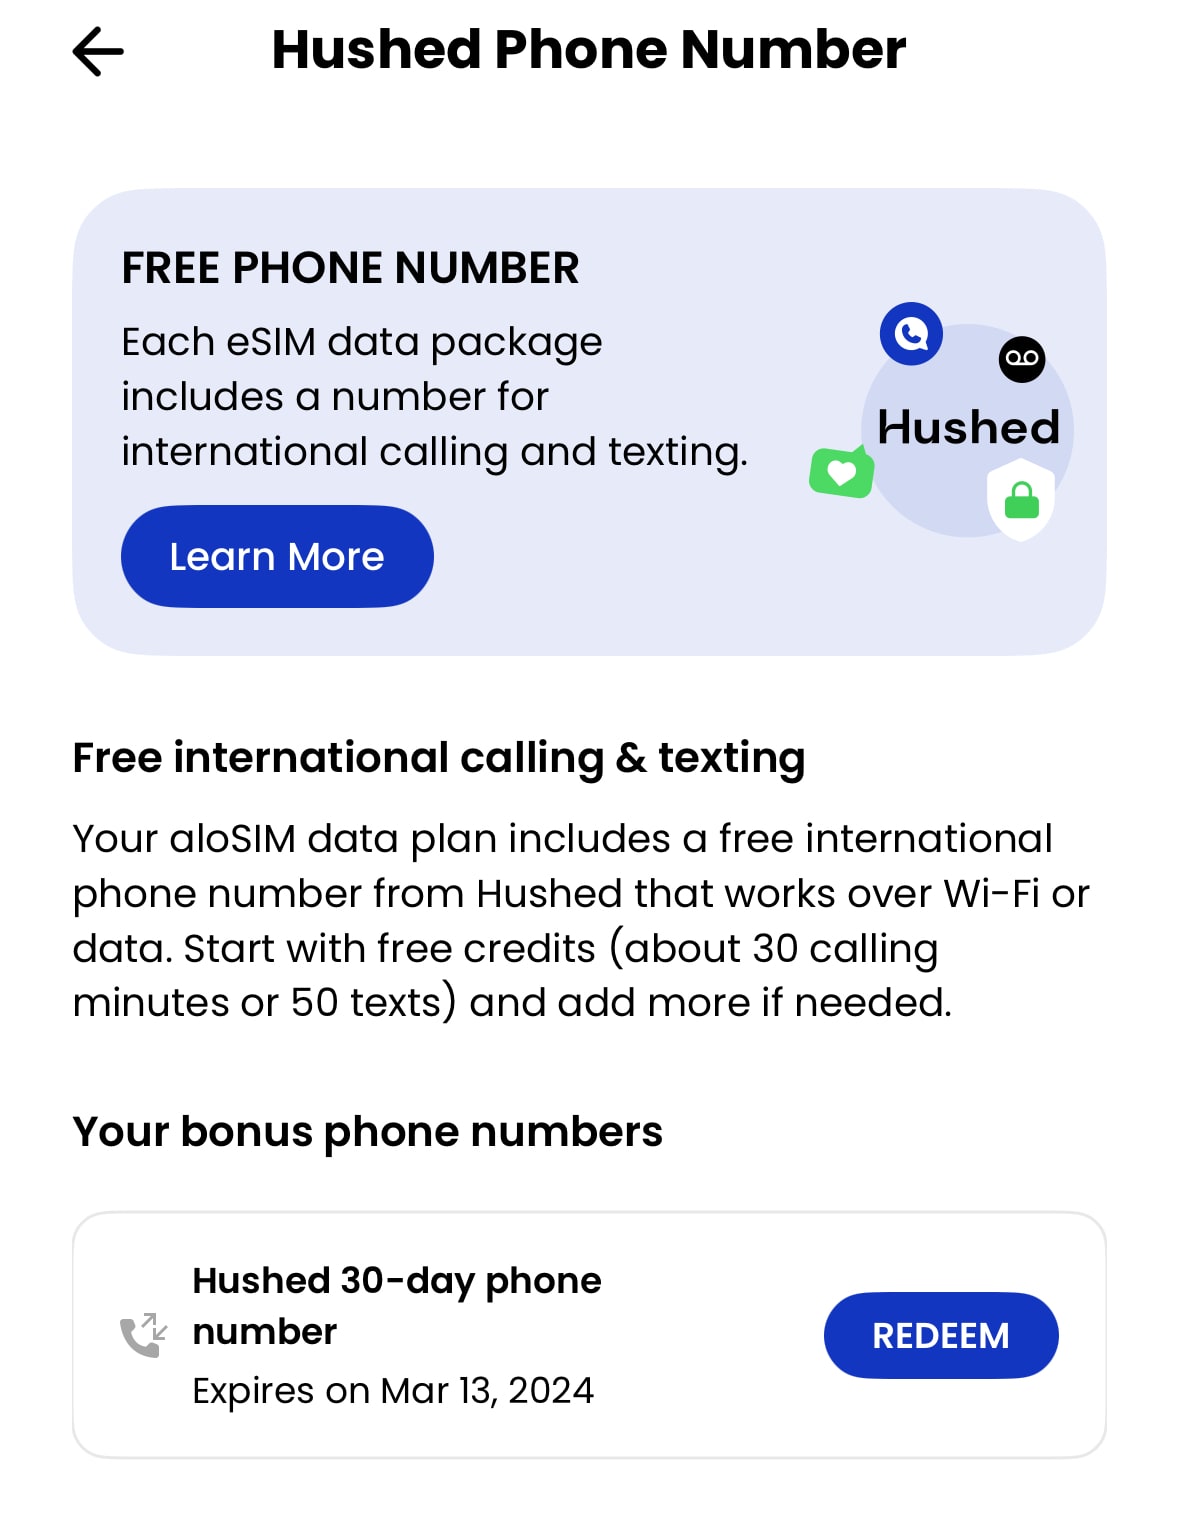 Hushed Phone Number
FREE PHONE NUMBER
Each eSIM data package
includes a number for
international calling and texting.
Learn More
Hushed
Free international calling & texting
Your aloSIM data plan includes a free international
phone number from Hushed that works over Wi-Fi or
data. Start with free credits (about 30 calling
minutes or 50 texts) and add more if needed.
Your bonus phone numbers
Hushed 30-day phone
number
Expires on Mar 13, 2024
REDEEM